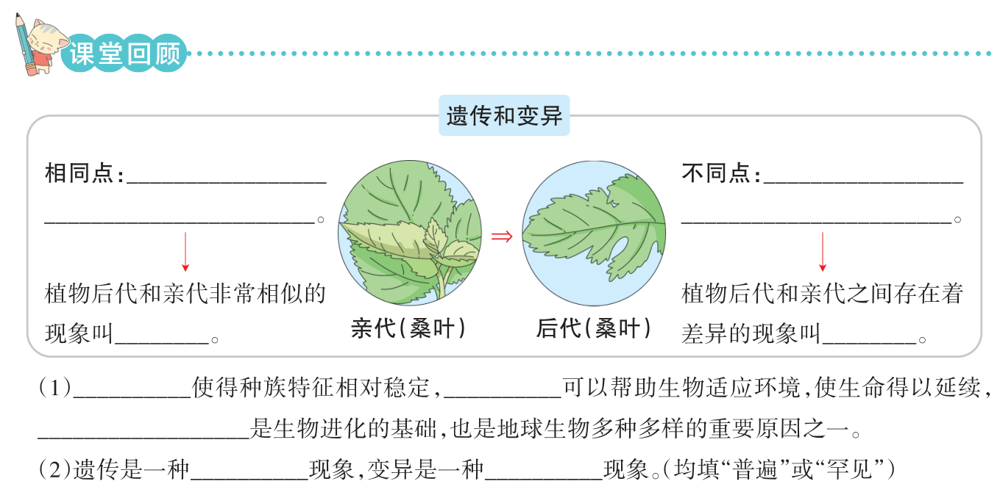 课堂回顾
遗传和变异
相同点:_________________
_______________________。
植物后代和亲代非常相似的
现象叫________。
亲代(桑叶)
⇒
后代(桑叶)
不同点:_________________
_______________________。
植物后代和亲代之间存在着
差异的现象叫________。
(1)__________使得种族特征相对稳定,__________可以帮助生物适应环境,使生命得以延续,
__________________是生物进化的基础,也是地球生物多种多样的重要原因之一。
(2)遗传是一种__________现象,变异是一种__________现象。(均填“普遍”或“罕见”)